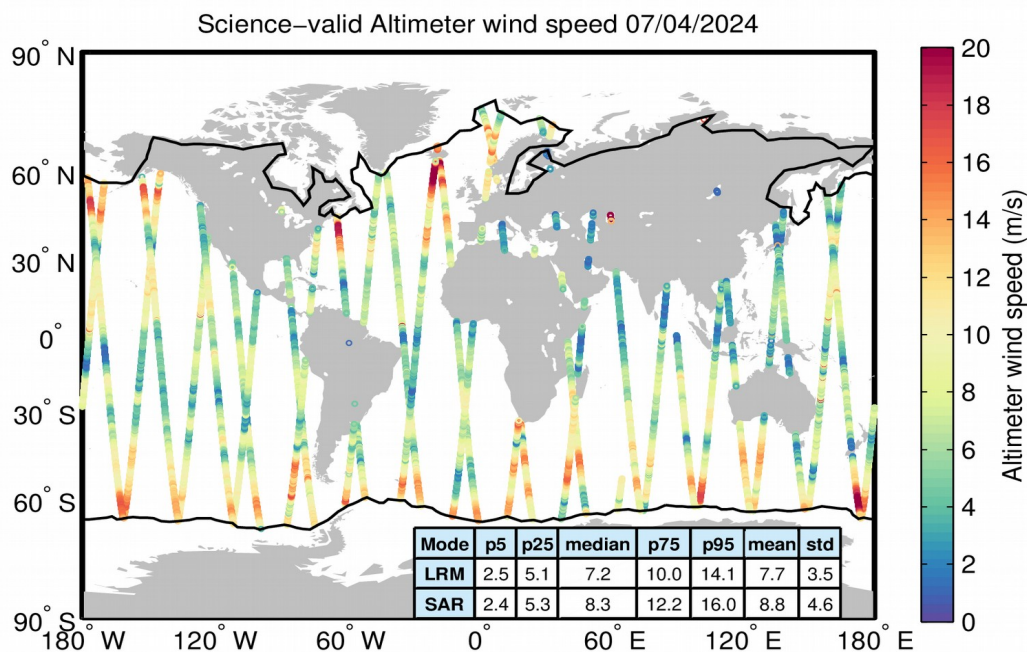 Science−valid Altimeter wind speed 07/04/2024
90° N
60° N
30° N
0°
30° S
60° S
90° S
180° W
120° W
60° W
0°
60° E
120° E
180° E
Mode p5 p25 median p75 p95 mean std
LRM 2.5 5.1 7.2 10.0 14.1 7.7 3.5
SAR 2.4 5.3 8.3 12.2 16.0 8.8 4.6
20
18
16
14
12
10
8
6
4
2
0
Altimeter wind speed (m/s)